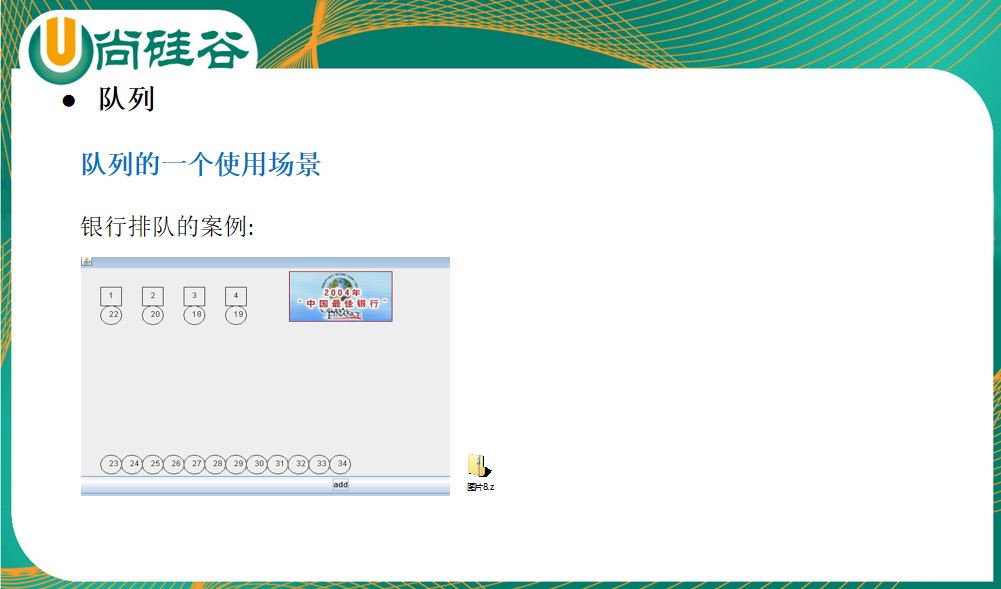 尚硅谷
队列
队列的一个使用场景
银行排队的案例:
2004年
中国最佳银行
FINANCE
1 2 3 4
22 20 18 19
23 24 25 26 27 28 29 30 31 32 33 34
add
图片8.z